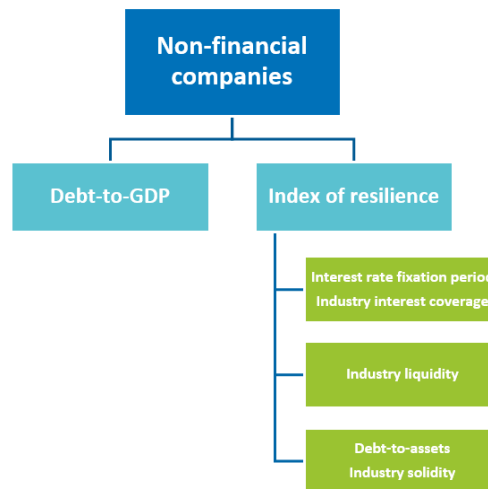 Non-financial
companies
Debt-to-GDP
Index of resilience
Interest rate fixation perio
Industry interest coverage
Industry liquidity
Debt-to-assets
Industry solidity